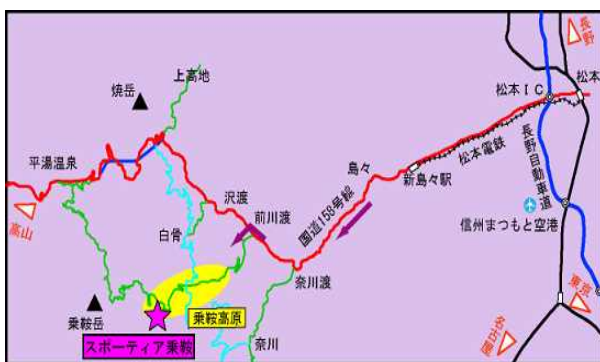 長野
上高地
焼岳
松本IC
松本
平湯温泉
松本電鉄
長野自動車道
島々
新島々駅
沢渡
国道158号線
高山
白骨
前川渡
信州まつもと空港
奈川渡
東京
乗鞍岳
乗鞍高原
奈川
名古屋
スポーティア乗鞍